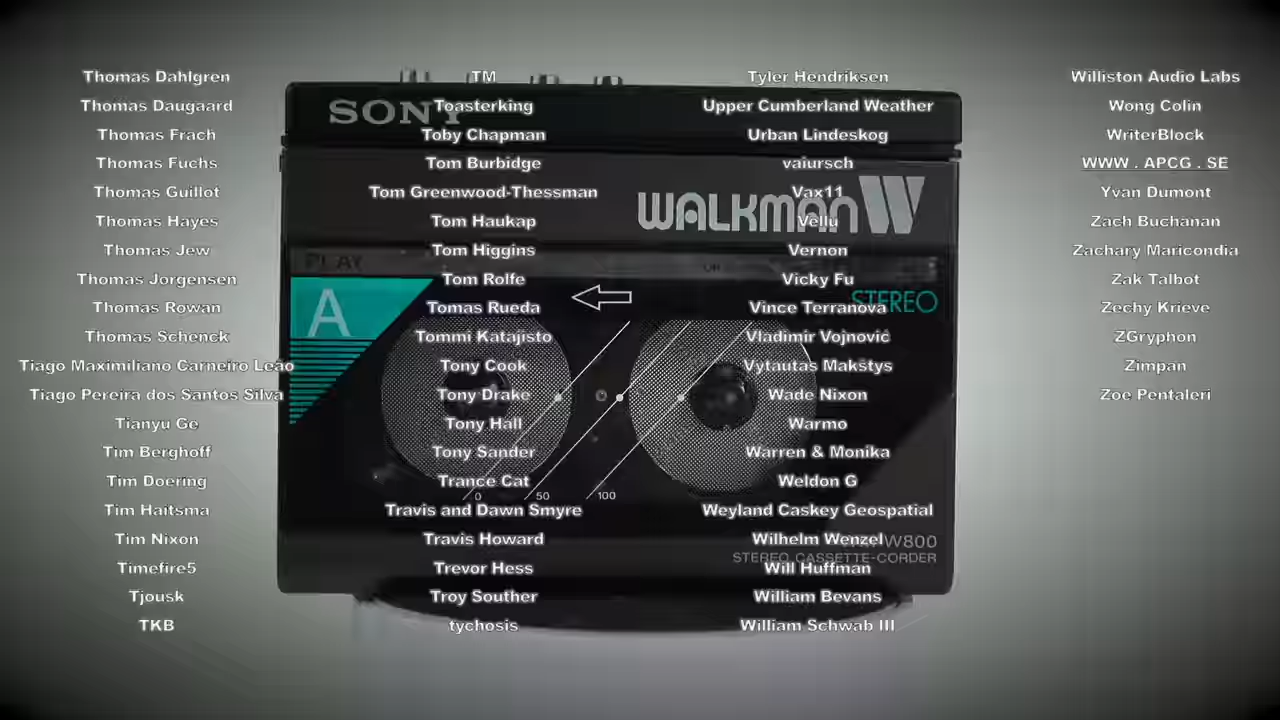 Thomas Dahlgren
Thomas Daugaard
Thomas Frach
Thomas Fuchs
Thomas Guillot
Thomas Hayes
Thomas Jew
Thomas Jorgensen
Thomas Rowan
Thomas Schenck
Tiago Maximiliano Carneiro Leão
Tiago Pereira dos Santos Silva
Tianyu Ge
Tim Berghoff
Tim Doering
Tim Haitsma
Tim Nixon
Timefire5
Tjousk
TKB
TM
Toasterking
Toby Chapman
Tom Burbidge
Tom Greenwood-Thessman
Tom Haukap
Tom Higgins
Tom Rolfe
Tomas Rueda
Tommi Katajisto
Tony Cook
Tony Drake
Tony Hall
Tony Sander
Trance Cat
Travis and Dawn Smyre
Travis Howard
Trevor Hess
Troy Souther
tychosis
Tyler Hendriksen
Upper Cumberland Weather
Urban Lindeskog
vaiursch
Vax11
Vellu
Vernon
Vicky Fu
Vince Terranova
Vladimir Vojnović
Vytautas Makštys
Wade Nixon
Warmo
Warren & Monika
Weldon G
Weyland Caskey Geospatial
Wilhelm Wenzel
Will Huffman
William Bevans
William Schwab III
Williston Audio Labs
Wong Colin
WriterBlock
WWW . APCG . SE
Yvan Dumont
Zach Buchanan
Zachary Maricondia
Zak Talbot
Zechy Krieve
ZGryphon
Zimpan
Zoe Pentaleri
SONY
WALKMAN W
PLAY
A
STEREO
0 50 100
W800
STEREO CASSETTE-CORDER